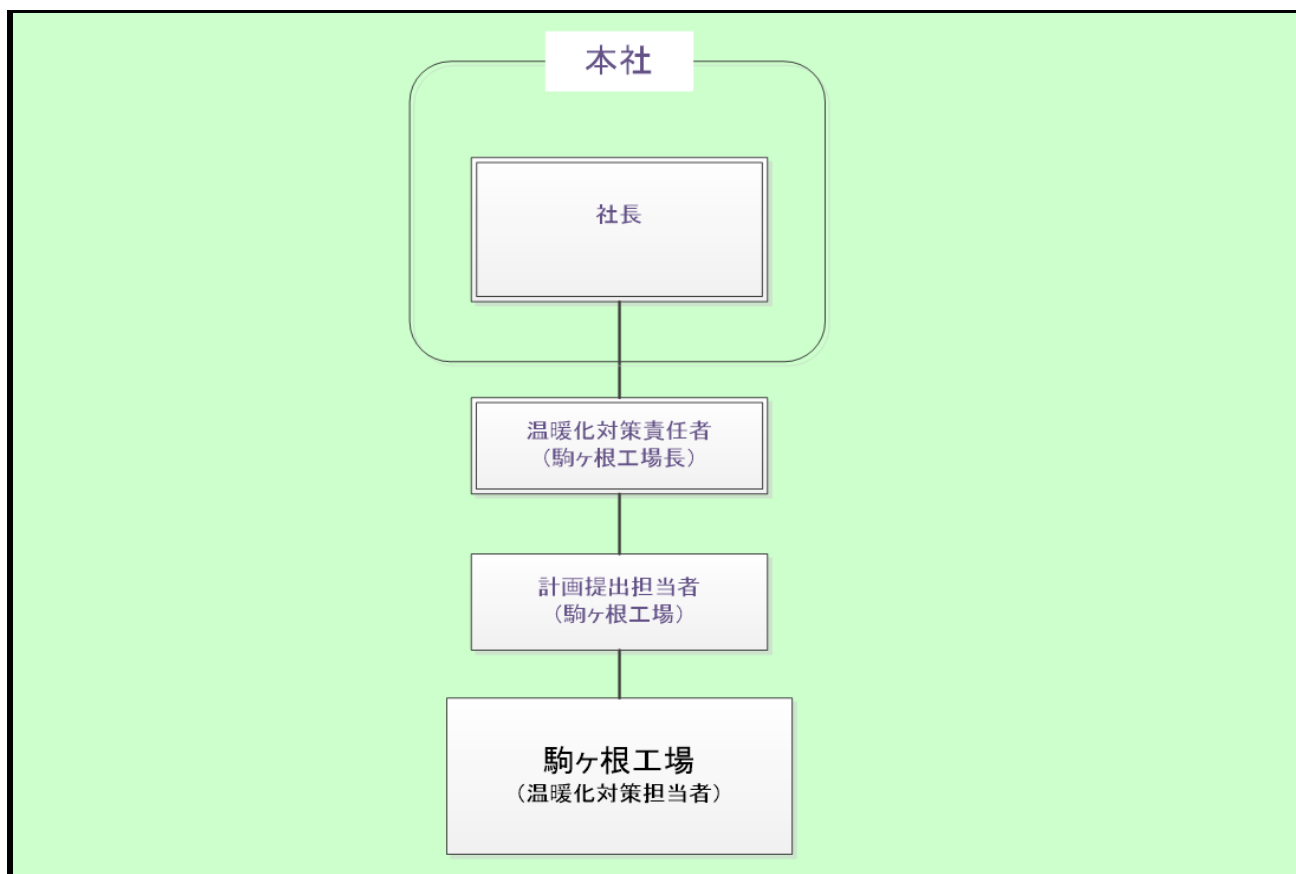 本社
社長
温暖化対策責任者
（駒ヶ根工場長）
計画提出担当者
（駒ヶ根工場）
駒ヶ根工場
（温暖化対策担当者）